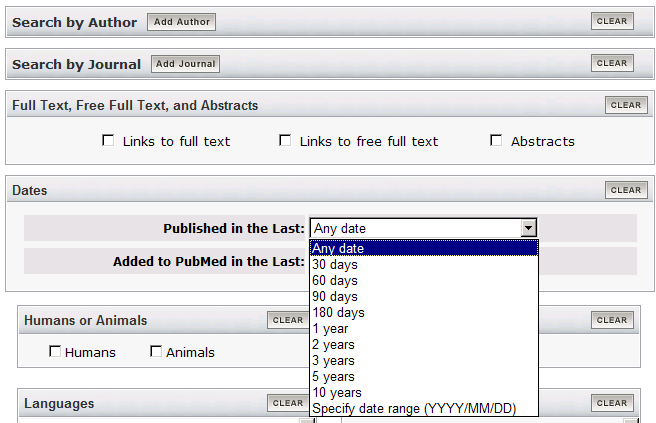 Search by Author Add Author CLEAR
Search by Journal Add Journal CLEAR
Full Text, Free Full Text, and Abstracts CLEAR
Links to full text Links to free full text Abstracts
Dates CLEAR
Published in the Last: Any date
Added to PubMed in the Last:
Any date
30 days
60 days
90 days
180 days
1 year
2 years
3 years
5 years
10 years
Specify date range (YYYY/MM/DD)
Humans or Animals CLEAR CLEAR
Humans Animals
Languages CLEAR CLEAR